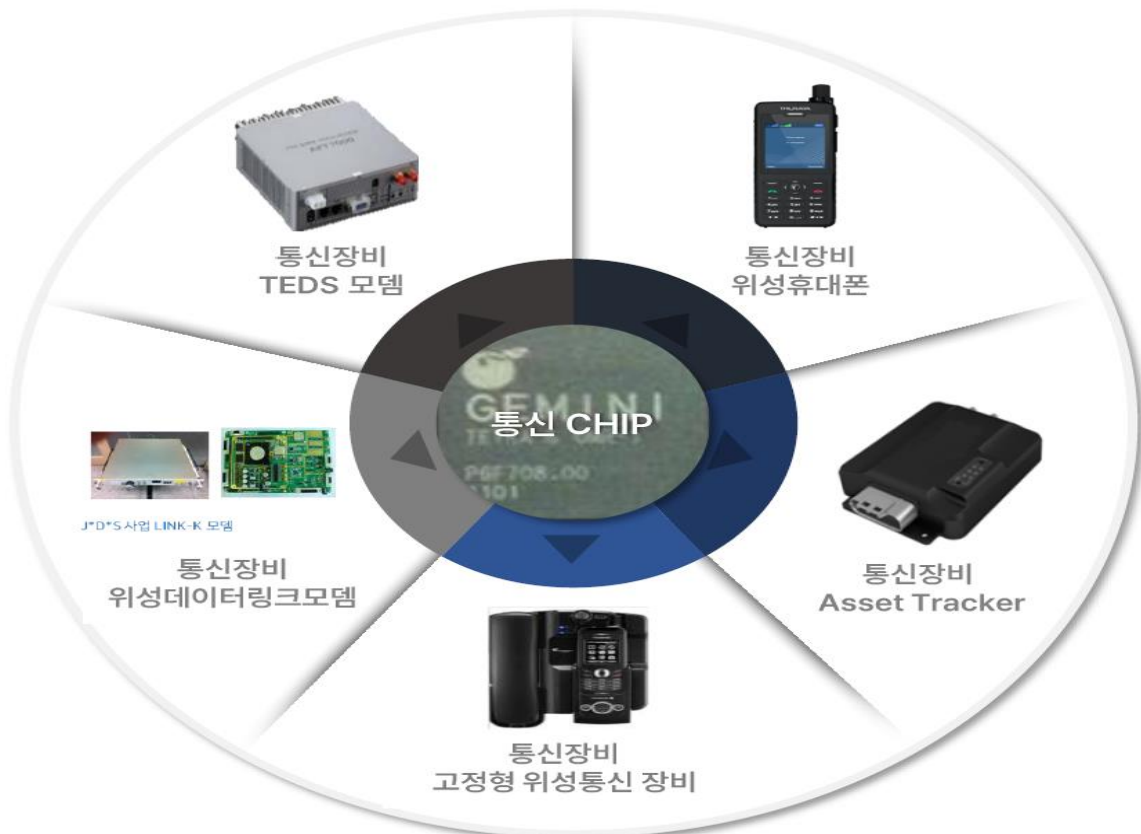 통신장비
TEDS 모뎀
THURAYA
통신장비
위성휴대폰
GEMINI
통신 CHIP
P6F708.00
1101
J*D*S 사업 LINK-K 모뎀
통신장비
위성데이터링크모뎀
통신장비
Asset Tracker
통신장비
고정형 위성통신 장비